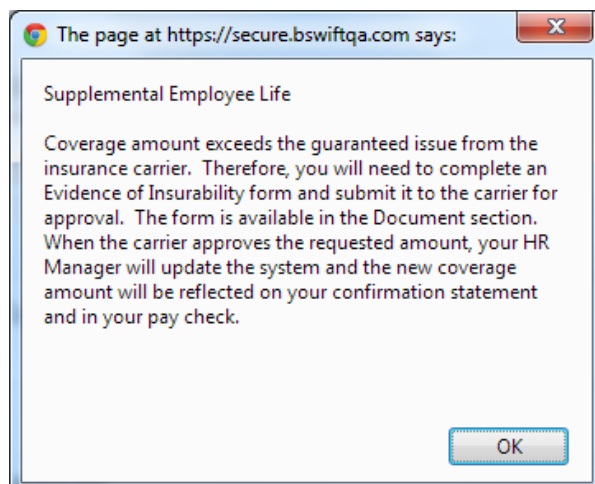 The page at https://secure.bswiftqa.com says:
X
Supplemental Employee Life
Coverage amount exceeds the guaranteed issue from the
insurance carrier.  Therefore, you will need to complete an
Evidence of Insurability form and submit it to the carrier for
approval.  The form is available in the Document section.
When the carrier approves the requested amount, your HR
Manager will update the system and the new coverage
amount will be reflected on your confirmation statement
and in your pay check.
OK